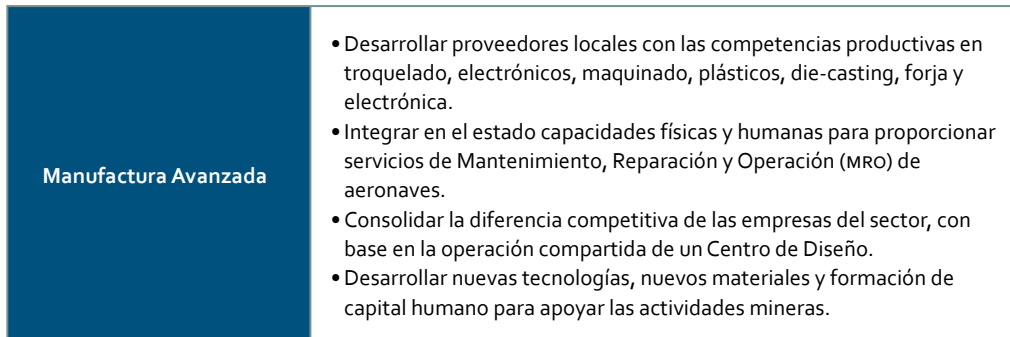 Manufactura Avanzada
•Desarrollar proveedores locales con las competencias productivas en
troquelado, electrónicos, maquinado, plásticos, die-casting, forja y
electrónica.
•Integrar en el estado capacidades físicas y humanas para proporcionar
servicios de Mantenimiento, Reparación y Operación (MRO) de
aeronaves.
•Consolidar la diferencia competitiva de las empresas del sector, con
base en la operación compartida de un Centro de Diseño.
•Desarrollar nuevas tecnologías, nuevos materiales y formación de
capital humano para apoyar las actividades mineras.